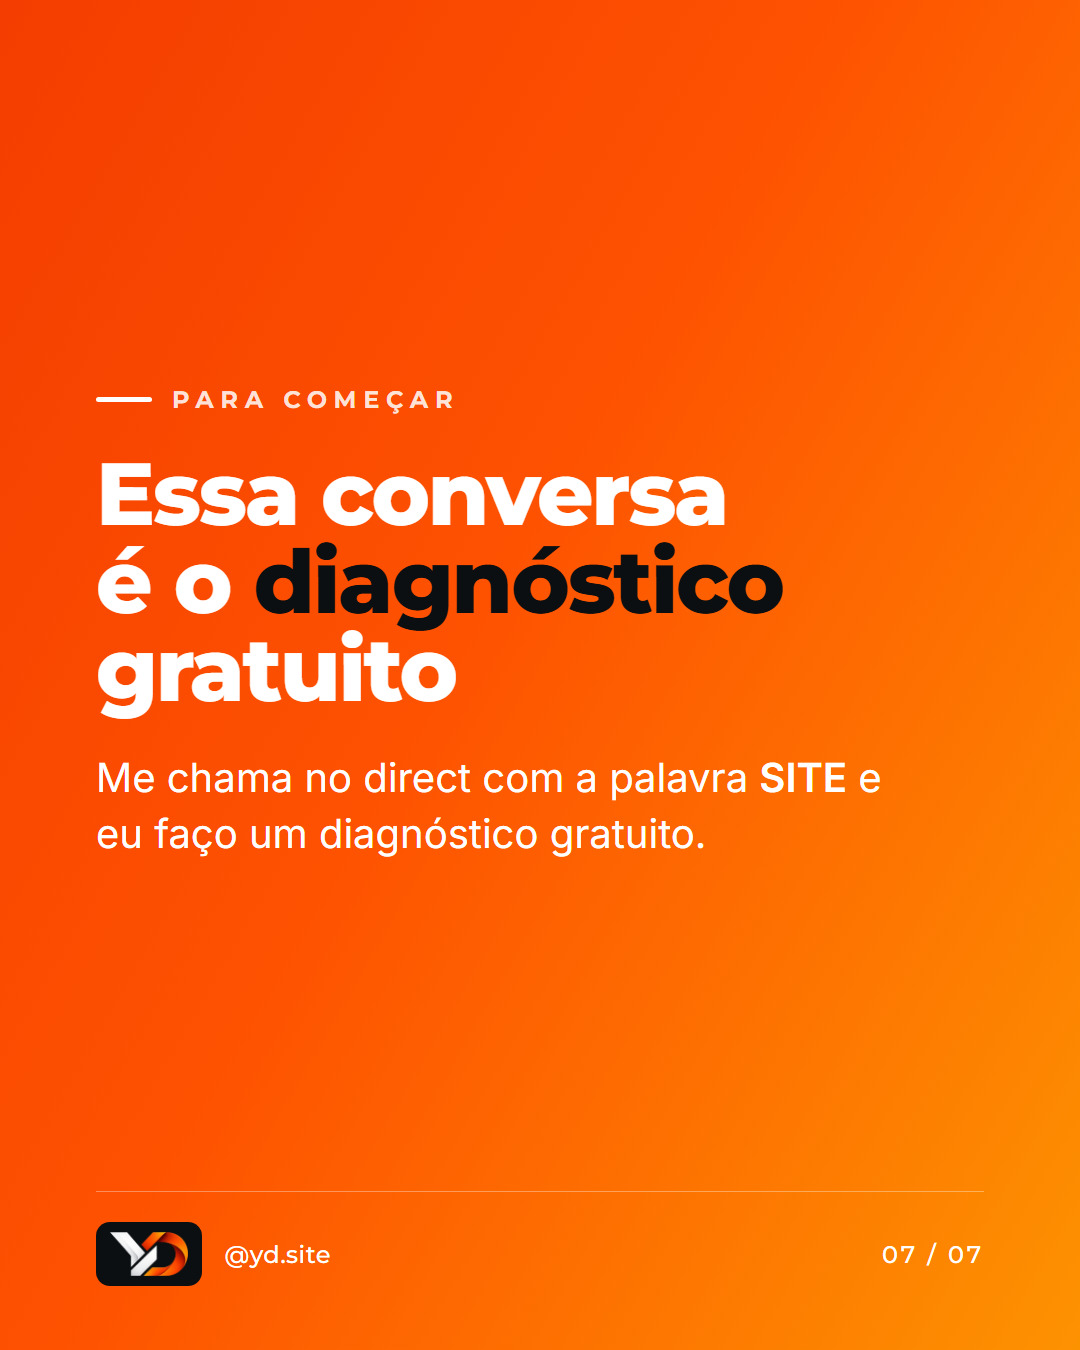 PARA COMEÇAR
Essa conversa
é o diagnóstico
gratuito
Me chama no direct com a palavra SITE e
eu faço um diagnóstico gratuito.
YD
@yd.site
07 / 07